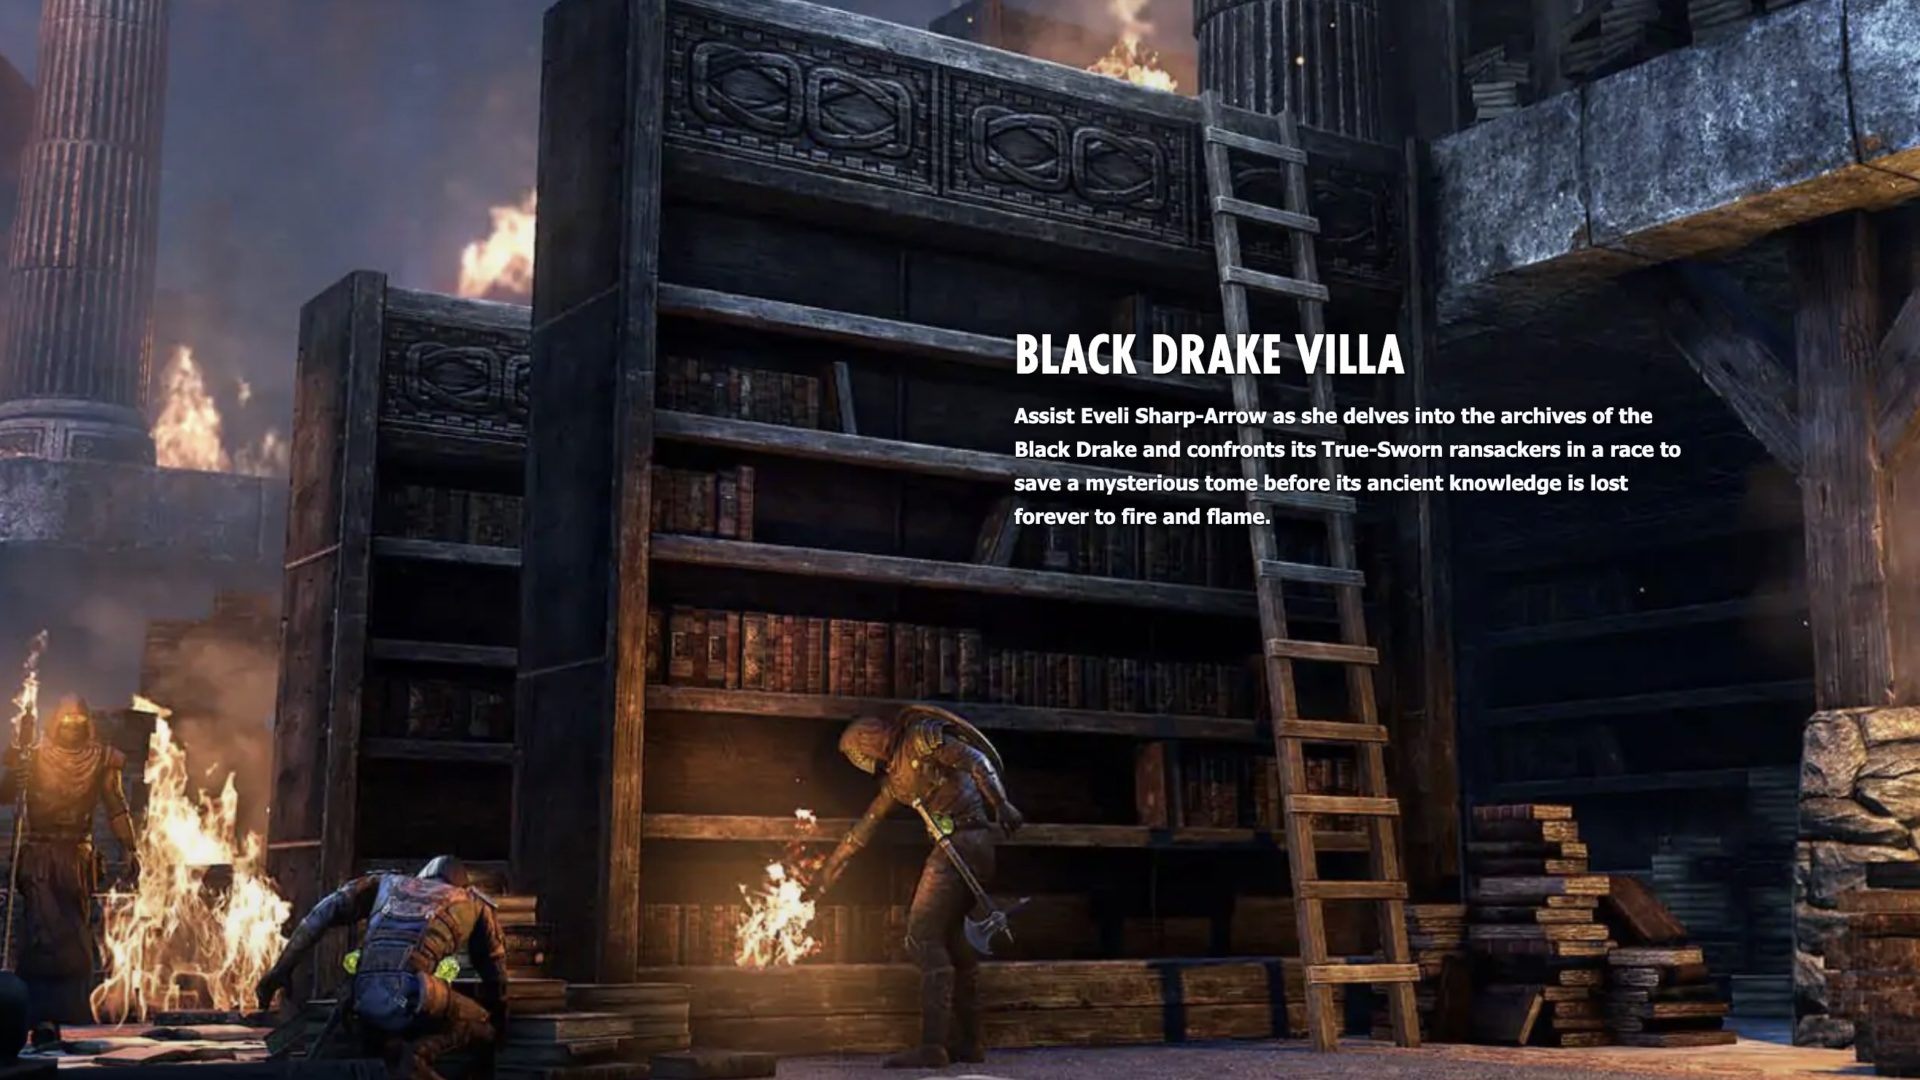 BLACK DRAKE VILLA
Assist Eveli Sharp-Arrow as she delves into the archives of the
Black Drake and confronts its True-Sworn ransackers in a race to
save a mysterious tome before its ancient knowledge is lost
forever to fire and flame.